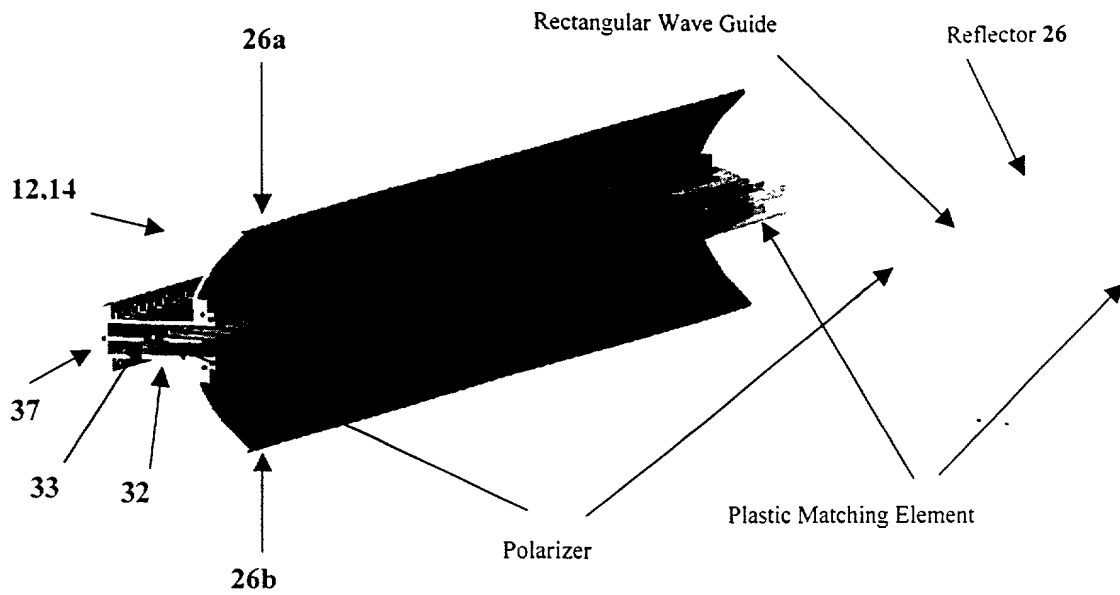 Rectangular Wave Guide
Reflector 26
26a
12,14
37
33
32
Plastic Matching Element
Polarizer
26b